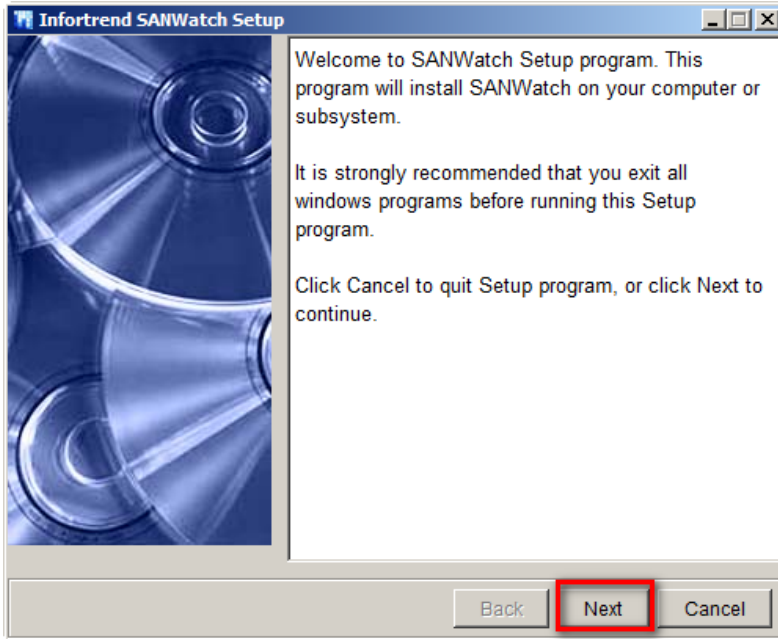 Infortrend SANWatch Setup
Welcome to SANWatch Setup program. This
program will install SANWatch on your computer or
subsystem.
It is strongly recommended that you exit all
windows programs before running this Setup
program.
Click Cancel to quit Setup program, or click Next to
continue.
Back Next Cancel